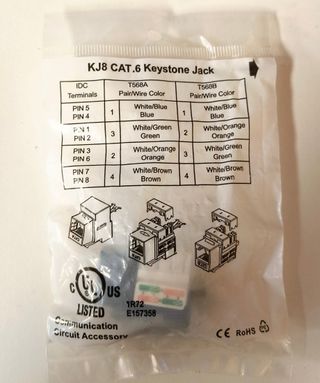 KJ8 CAT.6 Keystone Jack
IDC Terminals T568A Pair/Wire Color T568B Pair/Wire Color
PIN 5 1 White/Blue 1 White/Blue
PIN 4 Blue Blue
PIN 1 3 White/Green 2 White/Orange
PIN 2 Green Orange
PIN 3 2 White/Orange 3 White/Green
PIN 6 Orange Green
PIN 7 4 White/Brown 4 White/Brown
PIN 8 Brown Brown
C UL US
LISTED
1R72
E157358
Communication
Circuit Accessory
CE RoHS